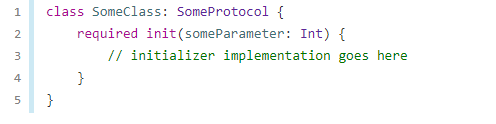 1 class SomeClass: SomeProtocol {
2 required init(someParameter: Int) {
3 // initializer implementation goes here
4 }
5 }